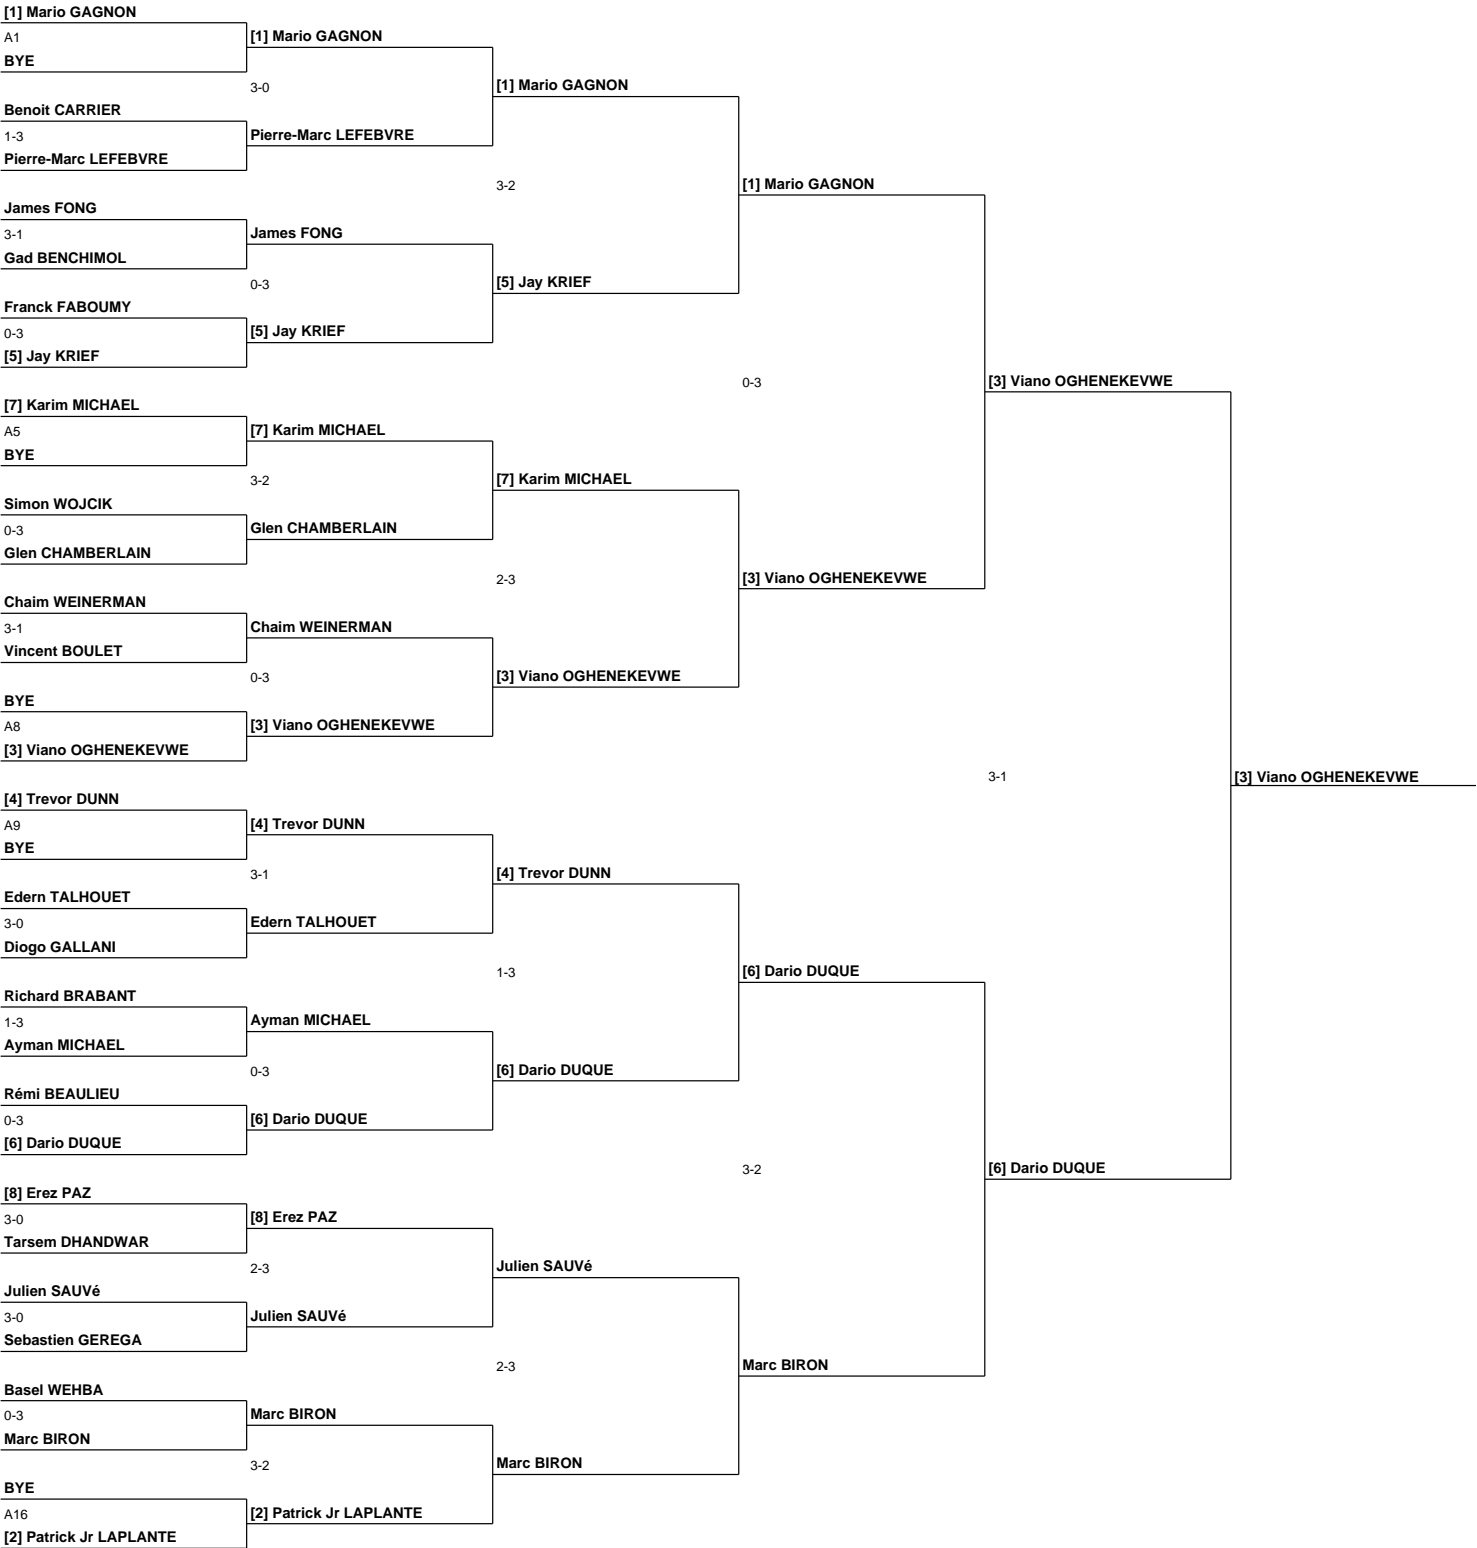 [1] Mario GAGNON
A1
BYE
Benoit CARRIER
1-3
Pierre-Marc LEFEBVRE
James FONG
3-1
Gad BENCHIMOL
Franck FABOUMY
0-3
[5] Jay KRIEF
[7] Karim MICHAEL
A5
BYE
Simon WOJCIK
0-3
Glen CHAMBERLAIN
Chaim WEINERMAN
3-1
Vincent BOULET
BYE
A8
[3] Viano OGHENEKEVWE
[4] Trevor DUNN
A9
BYE
Edern TALHOUET
3-0
Diogo GALLANI
Richard BRABANT
1-3
Ayman MICHAEL
Rémi BEAULIEU
0-3
[6] Dario DUQUE
[8] Erez PAZ
3-0
Tarsem DHANDWAR
Julien SAUVé
3-0
Sebastien GEREGA
Basel WEHBA
0-3
Marc BIRON
BYE
A16
[2] Patrick Jr LAPLANTE
[1] Mario GAGNON
3-0
Pierre-Marc LEFEBVRE
James FONG
0-3
[5] Jay KRIEF
[7] Karim MICHAEL
3-2
Glen CHAMBERLAIN
Chaim WEINERMAN
0-3
[3] Viano OGHENEKEVWE
[4] Trevor DUNN
3-1
Edern TALHOUET
Ayman MICHAEL
0-3
[6] Dario DUQUE
[8] Erez PAZ
2-3
Julien SAUVé
Marc BIRON
3-2
[2] Patrick Jr LAPLANTE
[1] Mario GAGNON
3-2
[5] Jay KRIEF
[7] Karim MICHAEL
2-3
[3] Viano OGHENEKEVWE
[4] Trevor DUNN
1-3
[6] Dario DUQUE
Julien SAUVé
2-3
Marc BIRON
[1] Mario GAGNON
0-3
[3] Viano OGHENEKEVWE
[6] Dario DUQUE
3-2
Marc BIRON
[3] Viano OGHENEKEVWE
3-1
[6] Dario DUQUE
[3] Viano OGHENEKEVWE